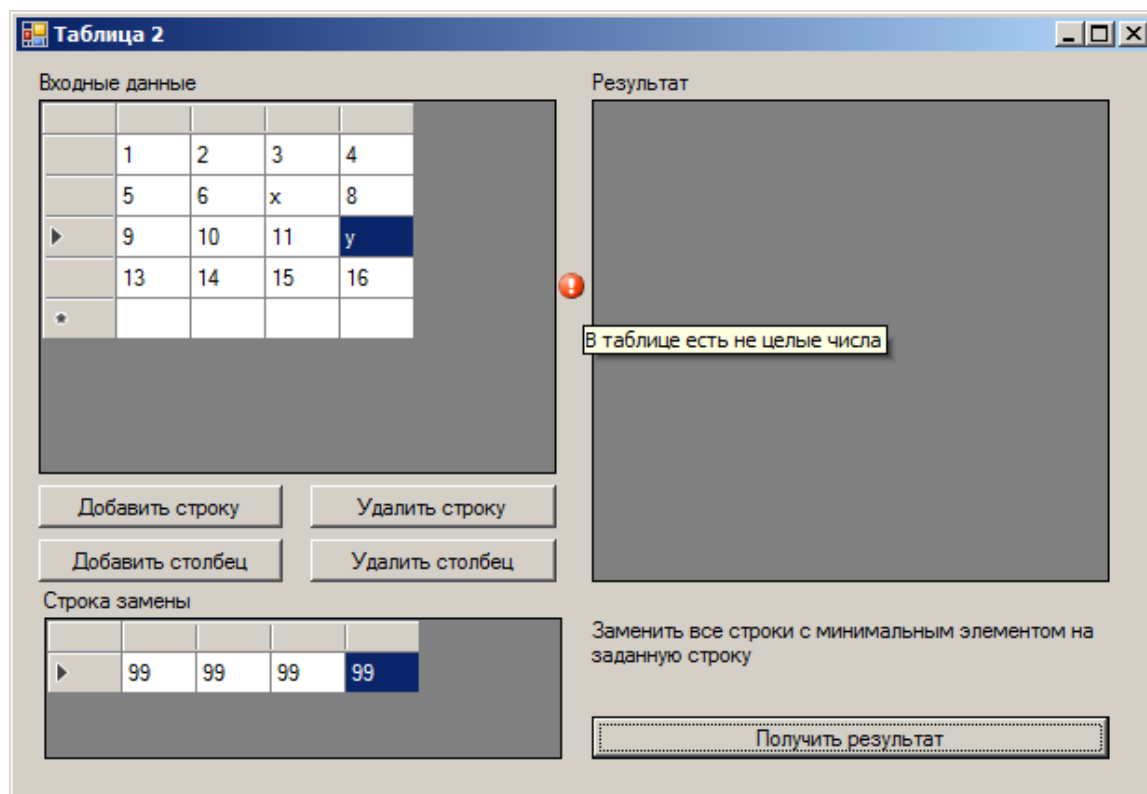 Таблица 2
Входные данные
1 2 3 4
5 6 x 8
9 10 11 y
13 14 15 16
Добавить строку
Удалить строку
Добавить столбец
Удалить столбец
Строка замены
99 99 99 99
Результат
В таблице есть не целые числа
Заменить все строки с минимальным элементом на
заданную строку
Получить результат